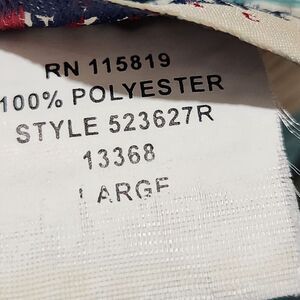 RN 115819
100% POLYESTER
STYLE 523627R
13368
LARGE